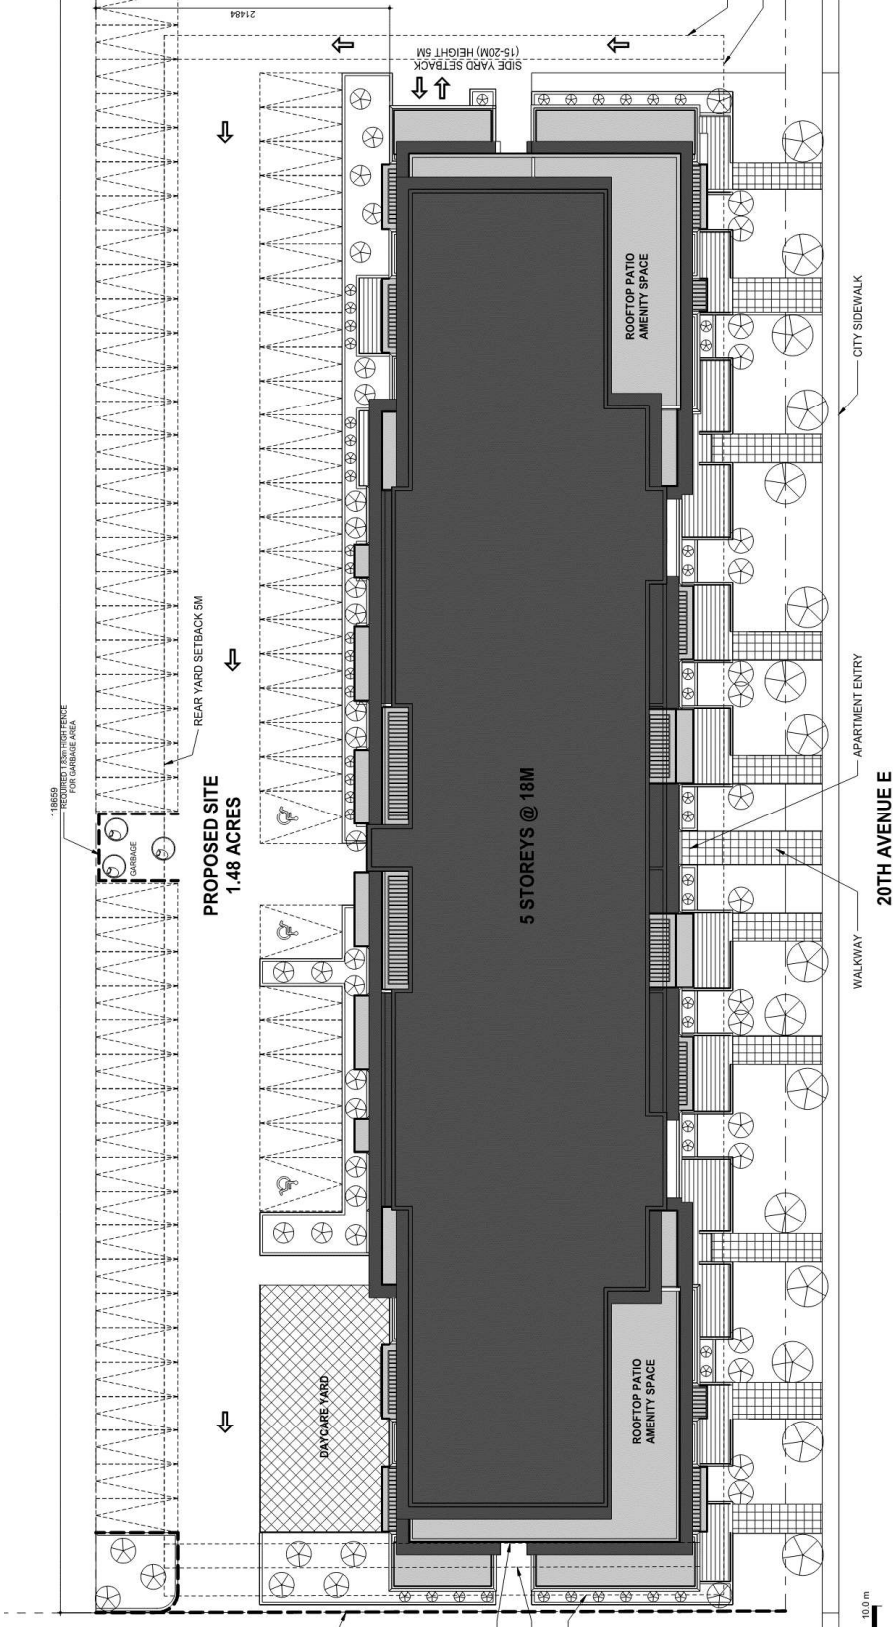 21484
SIDE YARD SETBACK
(15-20M) HEIGHT 5M
ROOFTOP PATIO
AMENITY SPACE
CITY SIDEWALK
REAR YARD SETBACK 5M
18659
REQUIRED 1.83m HIGH FENCE
FOR GARBAGE AREA
GARBAGE
PROPOSED SITE
1.48 ACRES
5 STOREYS @ 18M
APARTMENT ENTRY
20TH AVENUE E
WALKWAY
DAYCARE YARD
ROOFTOP PATIO
AMENITY SPACE
10.0 m